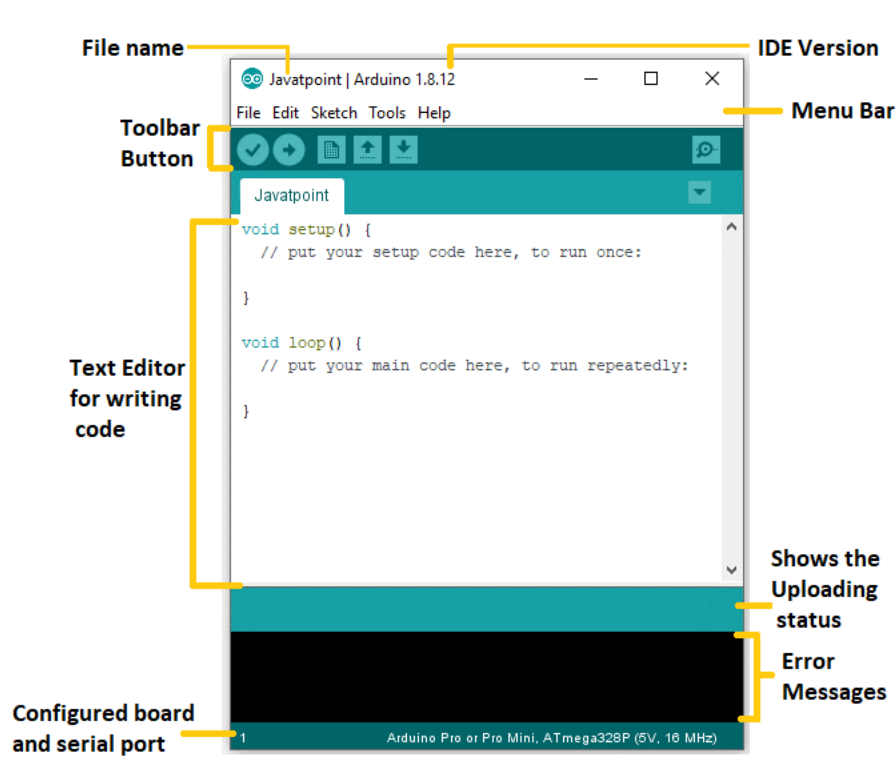 File name
IDE Version
Javatpoint | Arduino 1.8.12
File Edit Sketch Tools Help
Menu Bar
Toolbar
Button
Javatpoint
void setup() {
// put your setup code here, to run once:
}
void loop() {
// put your main code here, to run repeatedly:
}
Text Editor
for writing
code
Shows the
Uploading
status
Error
Messages
Configured board
and serial port
1
Arduino Pro or Pro Mini, ATmega328P (5V, 16 MHz)